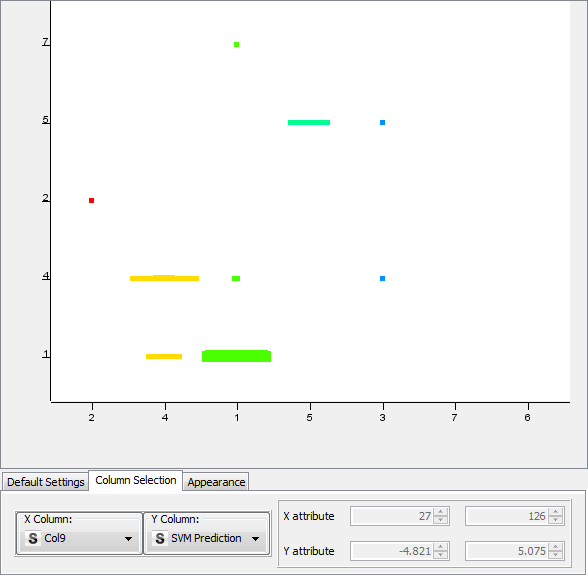 7
5
2
4
1
2 4 1 5 3 7 6
Default Settings Column Selection Appearance
X Column: Y Column:
S Col9 S SVM Prediction
X attribute 27 126
Y attribute -4.821 5.075